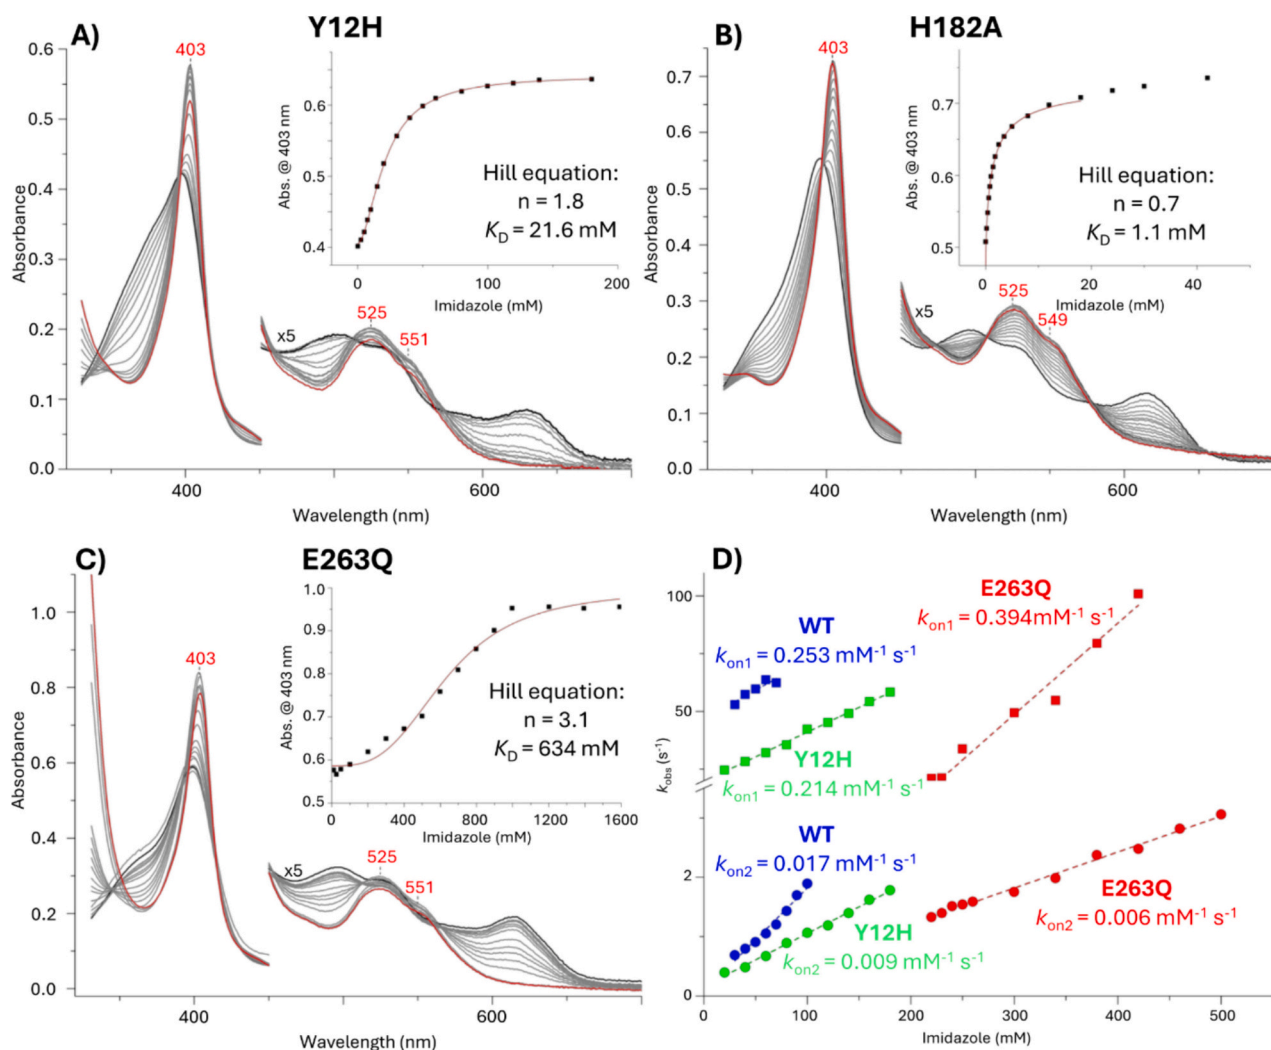 A)
Y12H
403
0.6
0.5
0.4
0.3
0.2
0.1
0.0
Absorbance
Abs. @ 403 nm
0.6
0.5
0.4
Hill equation:
n = 1.8
KD = 21.6 mM
0
100
200
Imidazole (mM)
x5
525
551
400
600
Wavelength (nm)
B)
H182A
403
0.7
0.6
0.5
0.4
0.3
0.2
0.1
0.0
Absorbance
Abs. @ 403 nm
0.7
0.6
0.5
Hill equation:
n = 0.7
KD = 1.1 mM
0
20
40
Imidazole (mM)
x5
525
549
400
600
Wavelength (nm)
C)
E263Q
403
1.0
0.8
0.6
0.4
0.2
0.0
Absorbance
Abs. @ 403 nm
1.0
0.9
0.8
0.7
0.6
0.5
Hill equation:
n = 3.1
KD = 634 mM
0
400
800
1200
1600
Imidazole (mM)
x5
525
551
400
600
Wavelength (nm)
D)
100
50
2
0
kobs (s-1)
E263Q
kon1 = 0.394mM-1 s-1
WT
kon1 = 0.253 mM-1 s-1
Y12H
kon1 = 0.214 mM-1 s-1
WT
kon2 = 0.017 mM-1 s-1
E263Q
kon2 = 0.006 mM-1 s-1
Y12H
kon2 = 0.009 mM-1 s-1
0
100
200
300
400
500
Imidazole (mM)